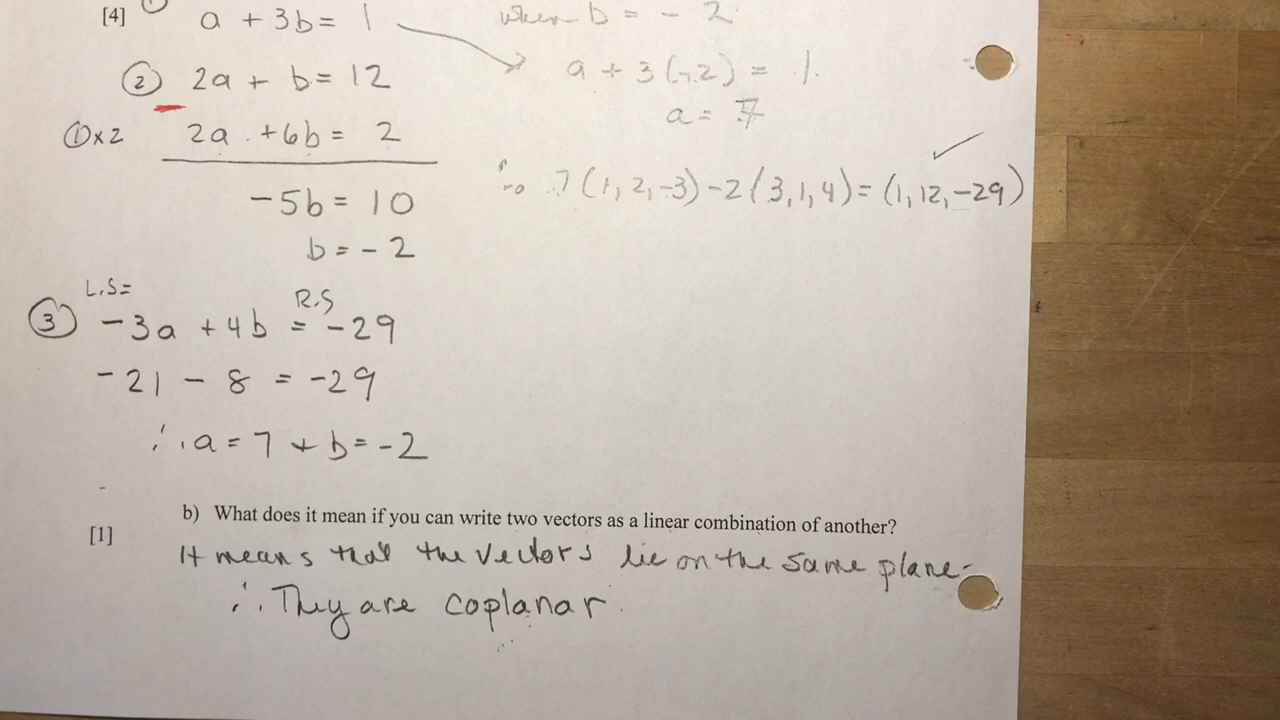 [4] ① a + 3b = 1
② 2a + b = 12
①x2 2a + 6b = 2
-5b = 10
b = -2
when b = -2
a + 3(-2) = 1.
a = 7
∴ 7(1, 2, -3) - 2(3, 1, 4) = (1, 12, -29) ✓
L.S= R.S
③ -3a + 4b = -29
-21 - 8 = -29
∴ a = 7 + b = -2
b) What does it mean if you can write two vectors as a linear combination of another?
[1]
It means that the vectors lie on the same plane.
∴ They are coplanar.